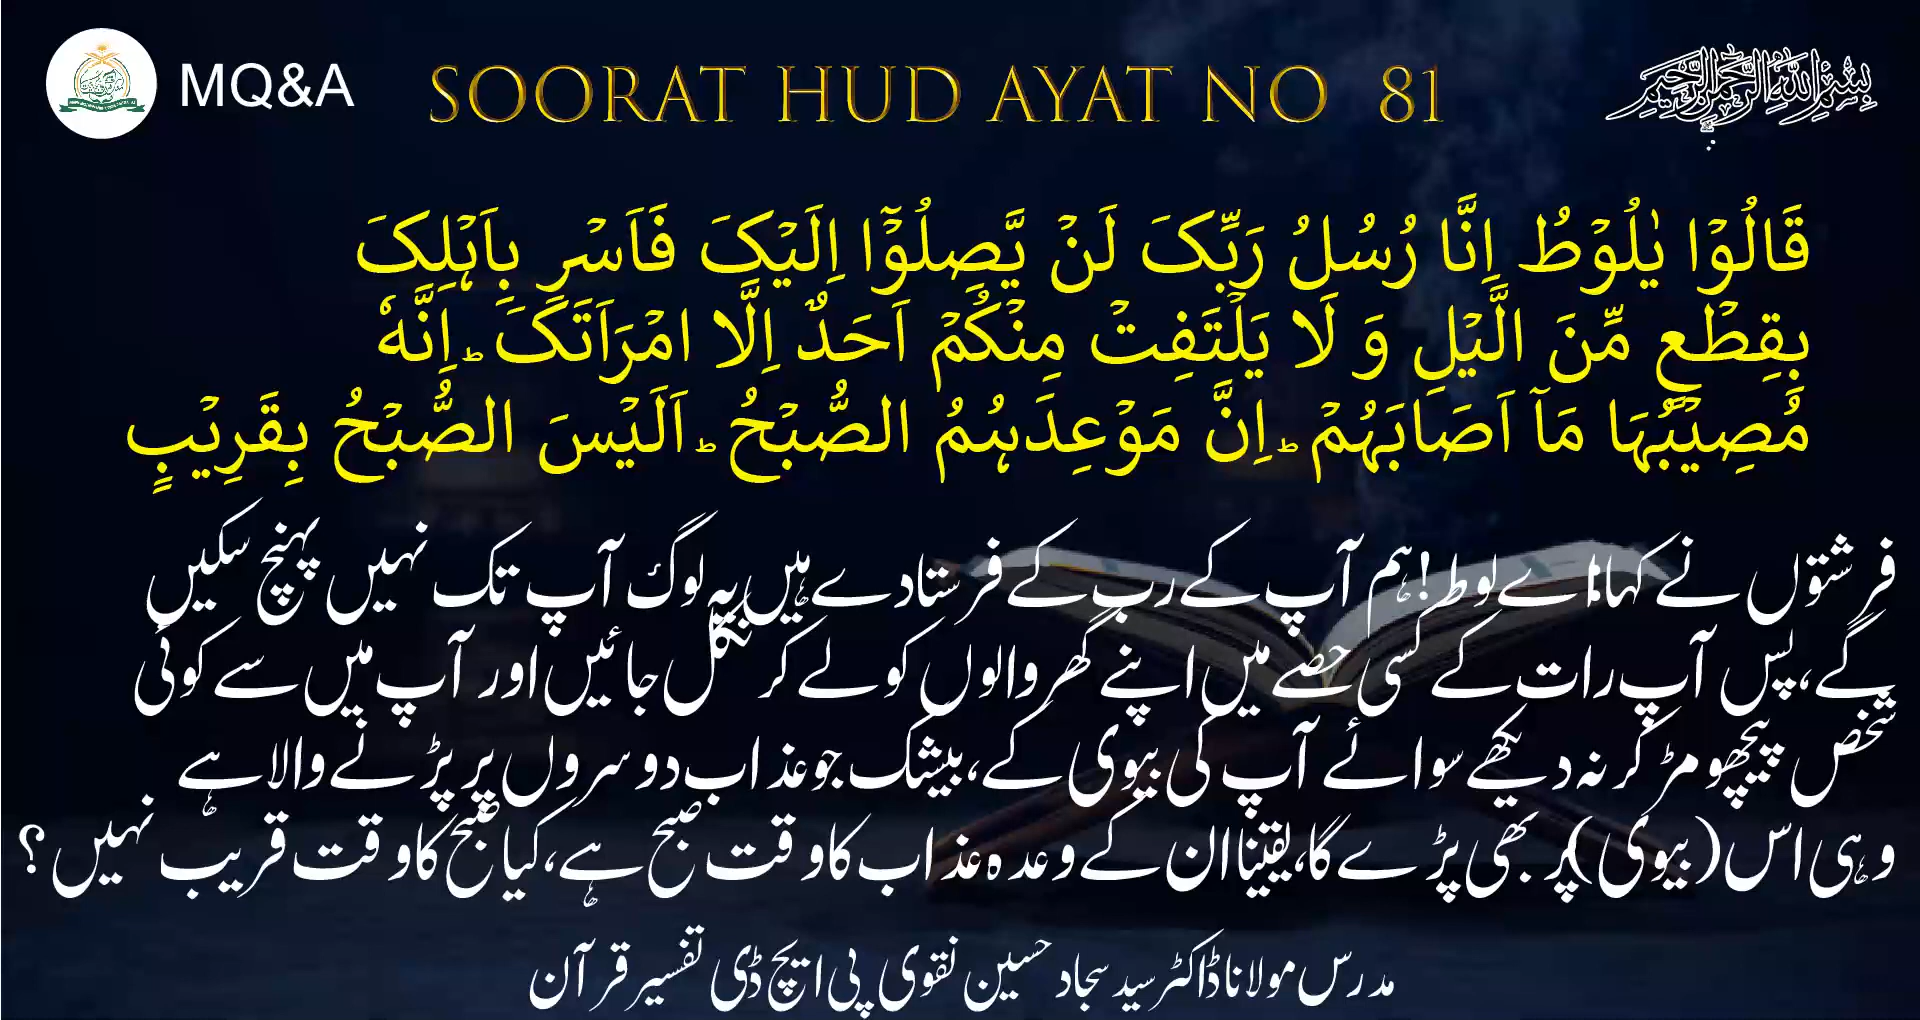 MQ&A
SOORAT HUD AYAT NO 81
بِسْمِ اللّٰهِ الرَّحْمٰنِ الرَّحِيْمِ
قَالُوْا یٰلُوْطُ اِنَّا رُسُلُ رَبِّکَ لَنْ یَّصِلُوْۤا اِلَیْکَ فَاَسْرِ بِاَہْلِکَ
بِقِطْعٍ مِّنَ الَّیْلِ وَ لَا یَلْتَفِتْ مِنْکُمْ اَحَدٌ اِلَّا امْرَاَتَکَ ؕ اِنَّہٗ
مُصِیْبُہَا مَاۤ اَصَابَہُمْ ؕ اِنَّ مَوْعِدَہُمُ الصُّبْحُ ؕ اَلَیْسَ الصُّبْحُ بِقَرِیْبٍ
فرشتوں نے کہا: اے لوط! ہم آپ کے رب کے فرستادے ہیں یہ لوگ آپ تک نہیں پہنچ سکیں
گے، پس آپ رات کے کسی حصے میں اپنے گھر والوں کو لے کر نکل جائیں اور آپ میں سے کوئی
شخص پیچھے مڑ کر نہ دیکھے سوائے آپ کی بیوی کے، بیشک جو عذاب دوسروں پر پڑنے والا ہے
وہی اس (بیوی) پر بھی پڑے گا، یقینا ان کے وعدہ عذاب کا وقت صبح ہے، کیا صبح کا وقت قریب نہیں؟
مدرس مولانا ڈاکٹر سید سجاد حسین نقوی پی ایچ ڈی تفسیر قرآن